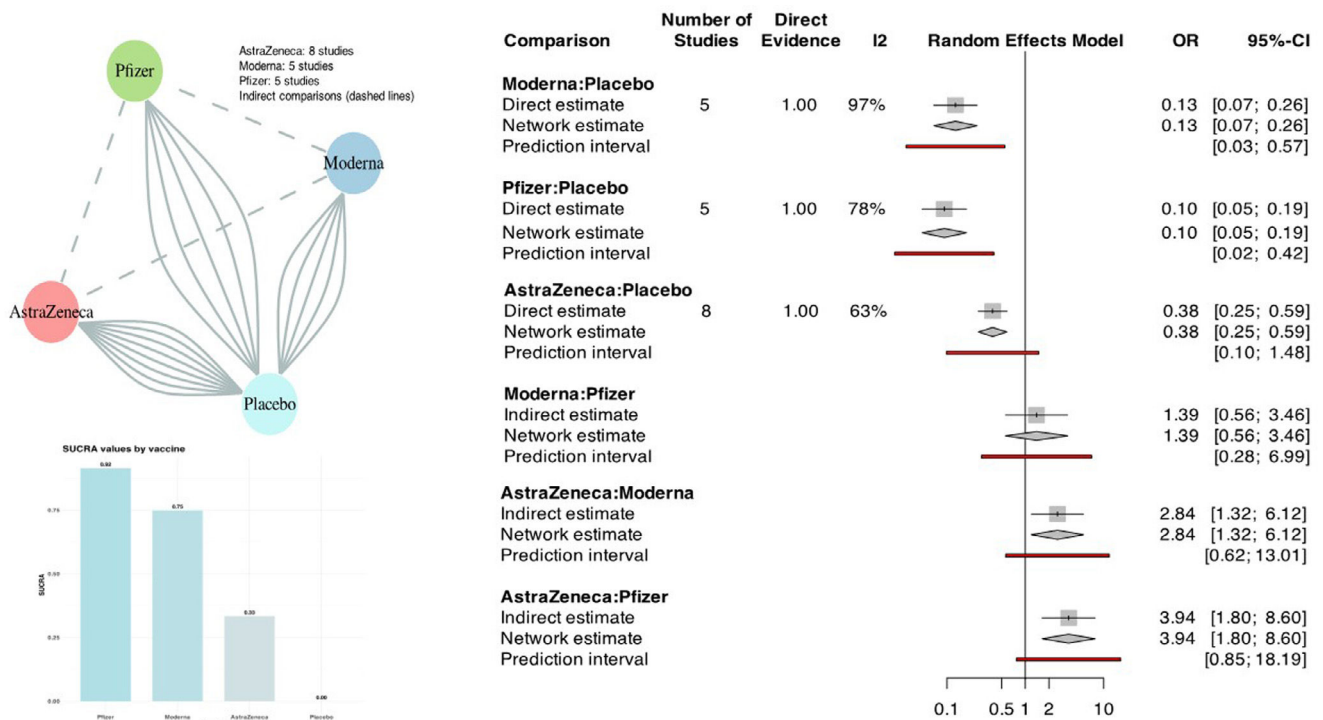 AstraZeneca: 8 studies
Moderna: 5 studies
Pfizer: 5 studies
Indirect comparisons (dashed lines)
Pfizer
Moderna
AstraZeneca
Placebo
SUCRA values by vaccine
SUCRA
0.75
0.50
0.25
0.00
0.92
0.75
0.33
0.00
Pfizer Moderna AstraZeneca Placebo
Comparison Number of Studies Direct Evidence I2 Random Effects Model OR 95%-CI
Moderna:Placebo
Direct estimate 5 1.00 97% 0.13 [0.07; 0.26]
Network estimate 0.13 [0.07; 0.26]
Prediction interval [0.03; 0.57]
Pfizer:Placebo
Direct estimate 5 1.00 78% 0.10 [0.05; 0.19]
Network estimate 0.10 [0.05; 0.19]
Prediction interval [0.02; 0.42]
AstraZeneca:Placebo
Direct estimate 8 1.00 63% 0.38 [0.25; 0.59]
Network estimate 0.38 [0.25; 0.59]
Prediction interval [0.10; 1.48]
Moderna:Pfizer
Indirect estimate 1.39 [0.56; 3.46]
Network estimate 1.39 [0.56; 3.46]
Prediction interval [0.28; 6.99]
AstraZeneca:Moderna
Indirect estimate 2.84 [1.32; 6.12]
Network estimate 2.84 [1.32; 6.12]
Prediction interval [0.62; 13.01]
AstraZeneca:Pfizer
Indirect estimate 3.94 [1.80; 8.60]
Network estimate 3.94 [1.80; 8.60]
Prediction interval [0.85; 18.19]
0.1 0.5 1 2 10